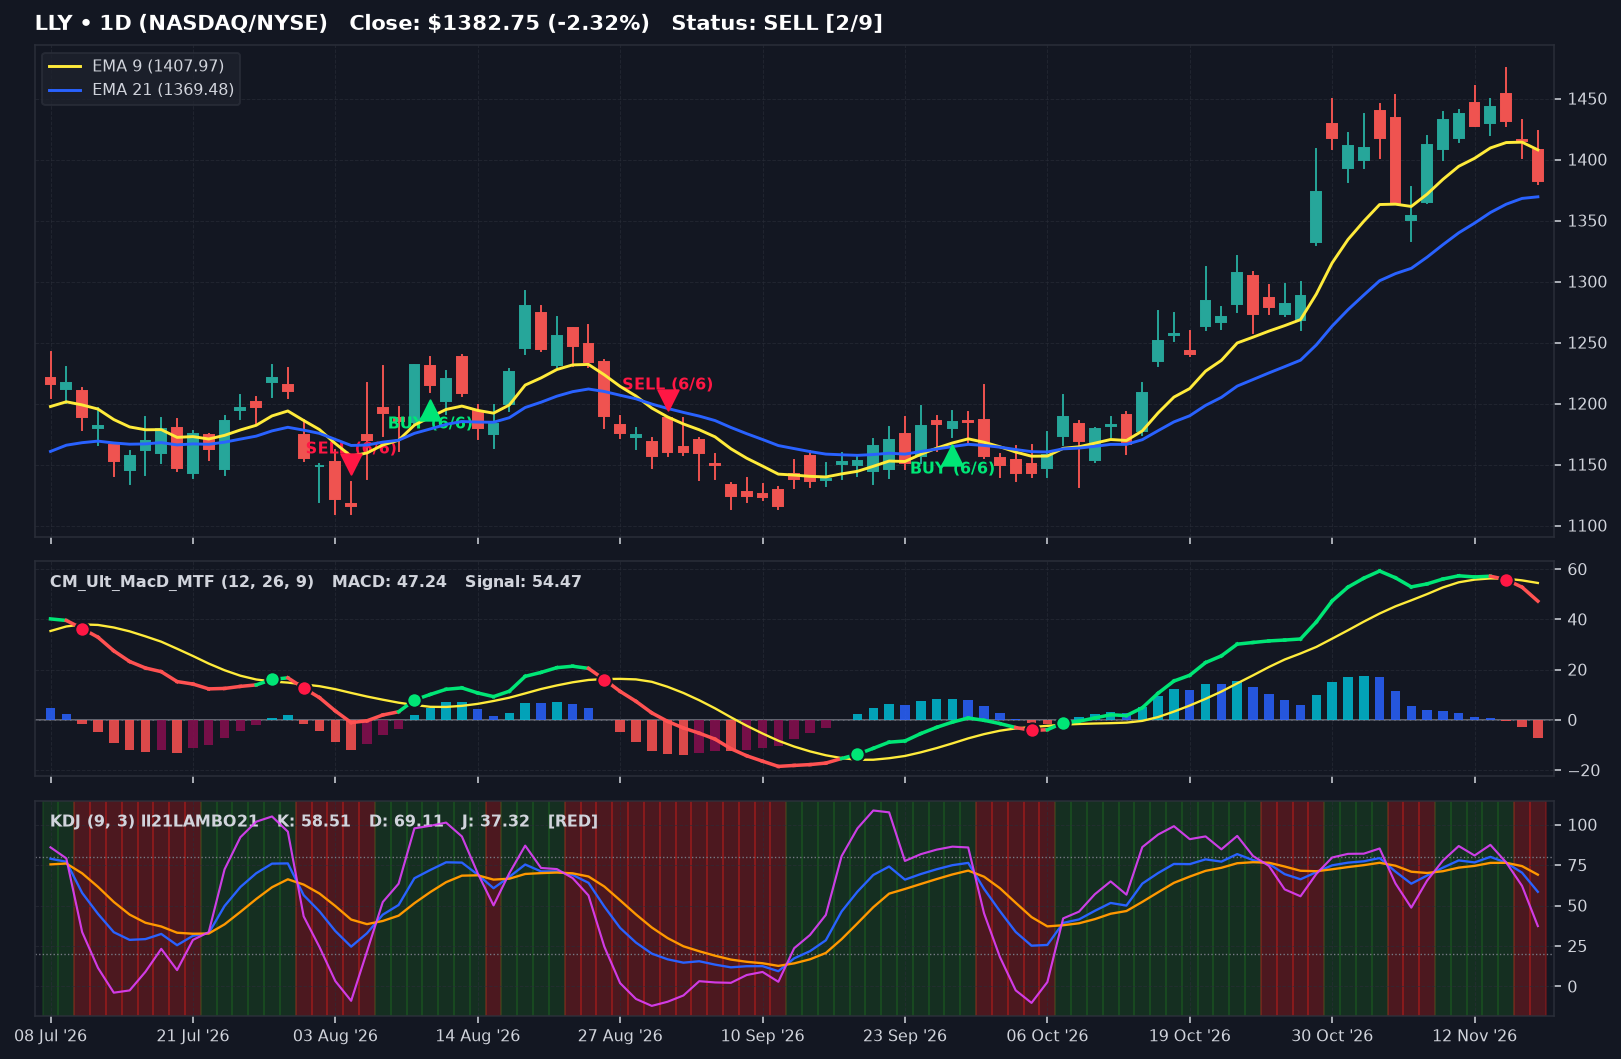 LLY • 1D (NASDAQ/NYSE)   Close: $1382.75 (-2.32%)   Status: SELL [2/9]
EMA 9 (1407.97)
EMA 21 (1369.48)
1450
1400
1350
1300
1250
1200
1150
1100
SELL (6/6)
BUY (6/6)
SELL (6/6)
BUY (6/6)
CM_Ult_MacD_MTF (12, 26, 9)   MACD: 47.24   Signal: 54.47
60
40
20
0
−20
KDJ (9, 3) II21LAMBO21   K: 58.51   D: 69.11   J: 37.32   [RED]
100
75
50
25
0
08 Jul '26   21 Jul '26   03 Aug '26   14 Aug '26   27 Aug '26   10 Sep '26   23 Sep '26   06 Oct '26   19 Oct '26   30 Oct '26   12 Nov '26